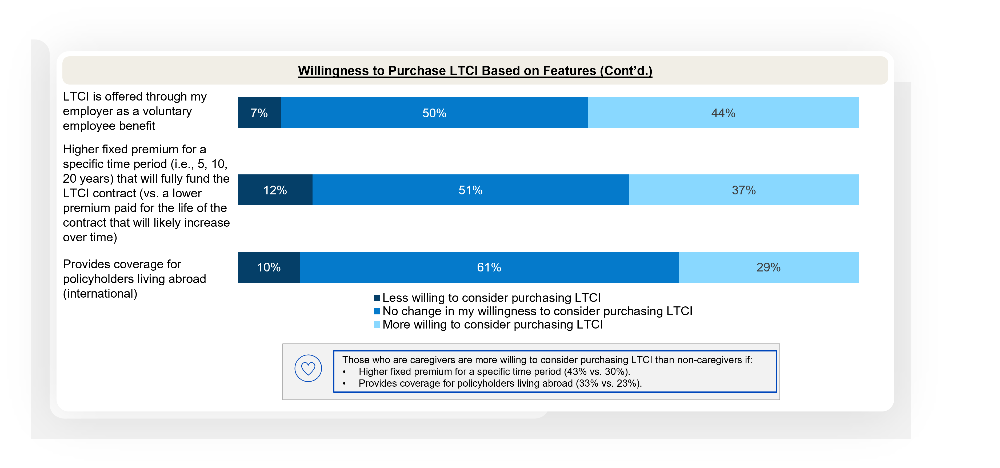 Willingness to Purchase LTCI Based on Features (Cont’d.)
LTCI is offered through my
employer as a voluntary
employee benefit
7%
50%
44%
Higher fixed premium for a
specific time period (i.e., 5, 10,
20 years) that will fully fund the
LTCI contract (vs. a lower
premium paid for the life of the
contract that will likely increase
over time)
12%
51%
37%
Provides coverage for
policyholders living abroad
(international)
10%
61%
29%
Less willing to consider purchasing LTCI
No change in my willingness to consider purchasing LTCI
More willing to consider purchasing LTCI
Those who are caregivers are more willing to consider purchasing LTCI than non-caregivers if:
• Higher fixed premium for a specific time period (43% vs. 30%).
• Provides coverage for policyholders living abroad (33% vs. 23%).